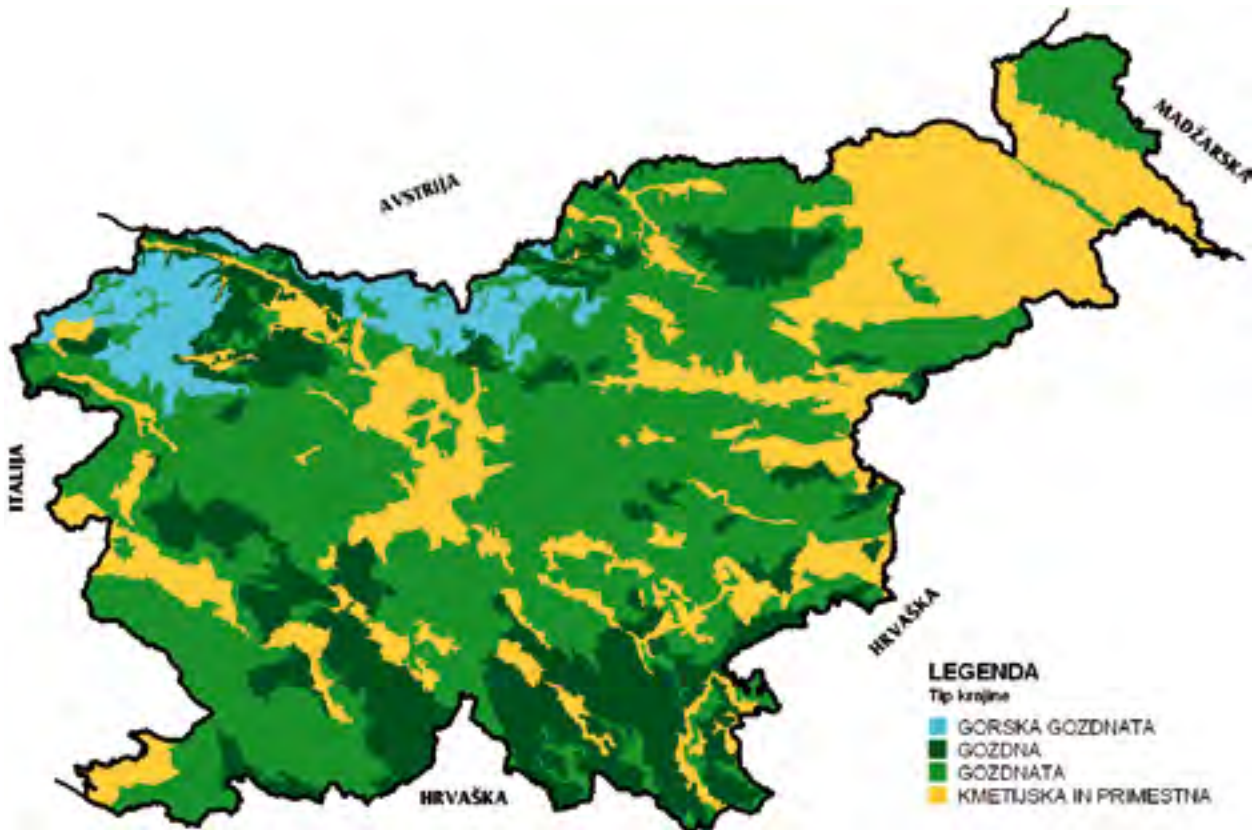 AVSTRIJA
MADŽARSKA
ITALIJA
HRVAŠKA
HRVAŠKA
LEGENDA
Tip krajine
GORSKA GOZDNATA
GOZDNA
GOZDNATA
KMETIJSKA IN PRIMESTNA